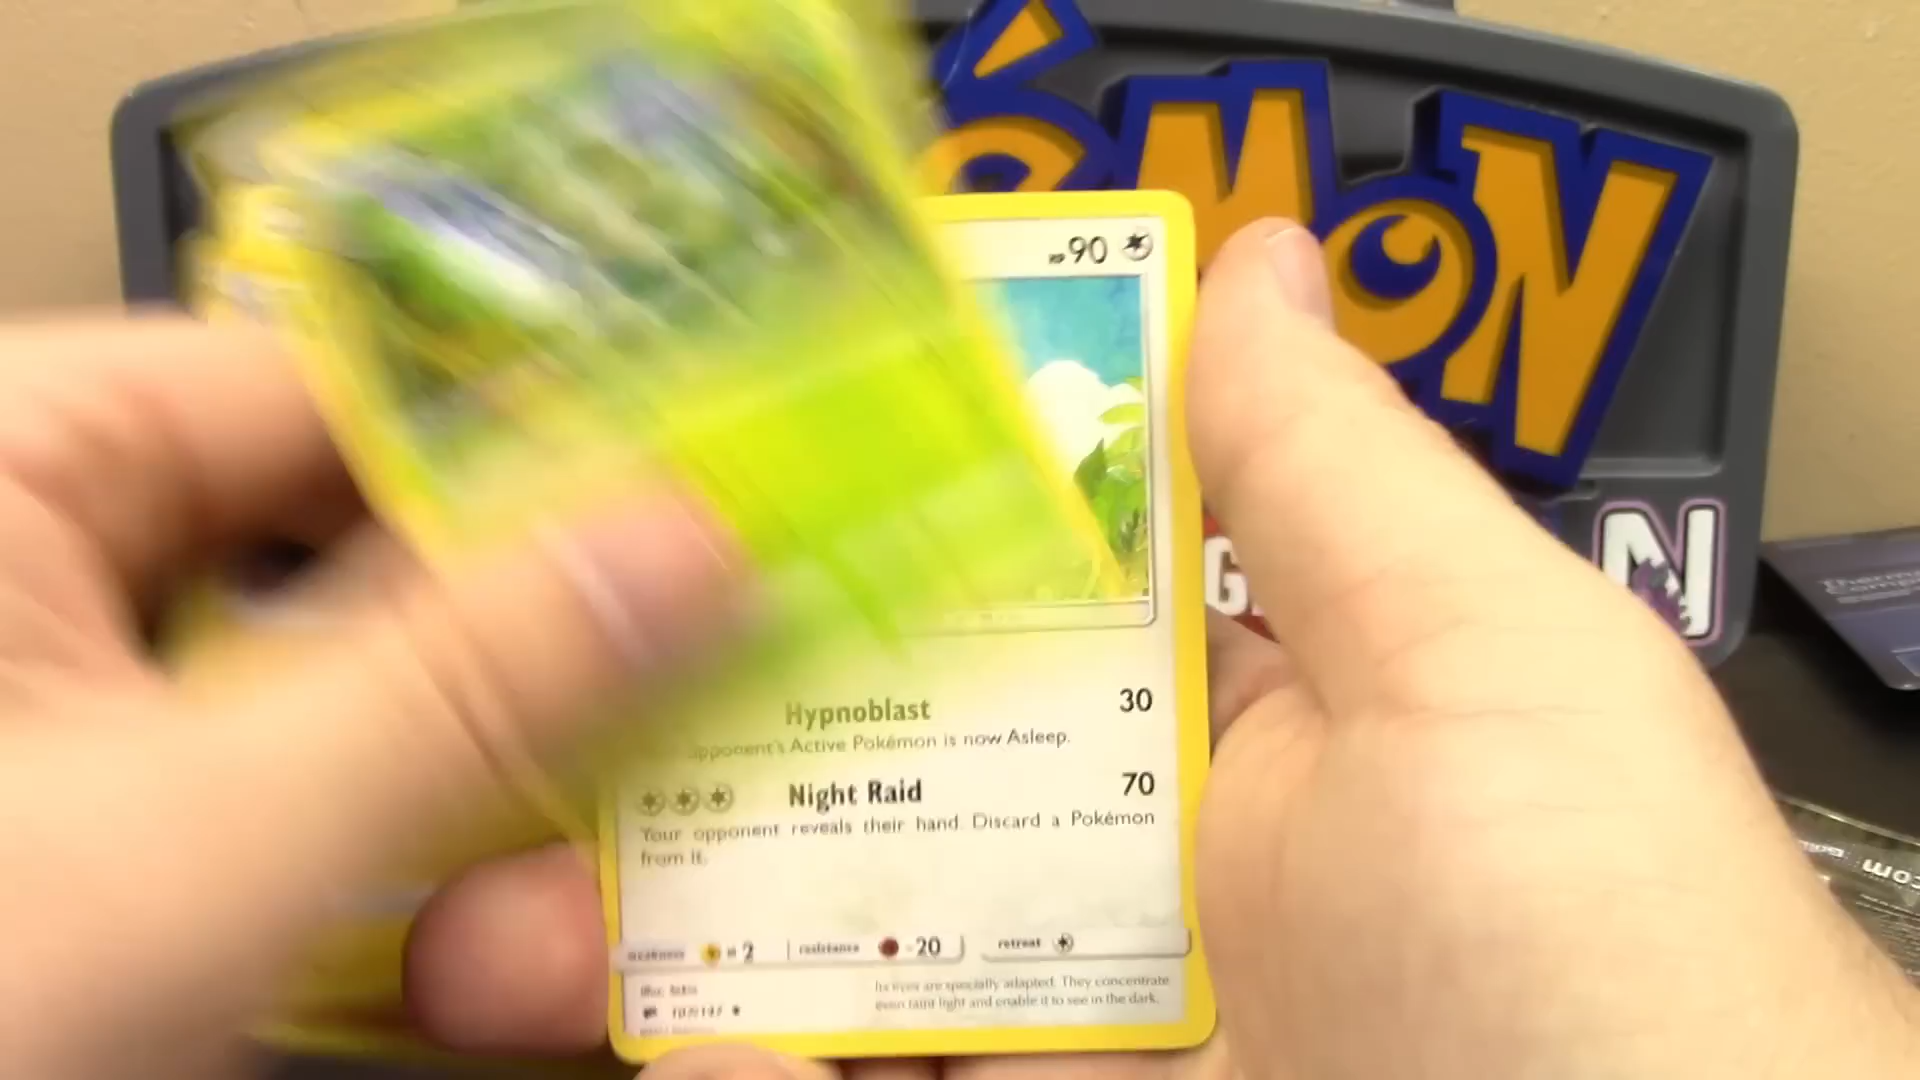 ÉMON
90
N
Hypnoblast 30
opponent's Active Pokémon is now Asleep.
Night Raid 70
Your opponent reveals their hand. Discard a Pokémon
from it.
weakness ×2 resistance -20 retreat
Its eyes are specially adapted. They concentrate
even faint light and enable it to see in the dark.